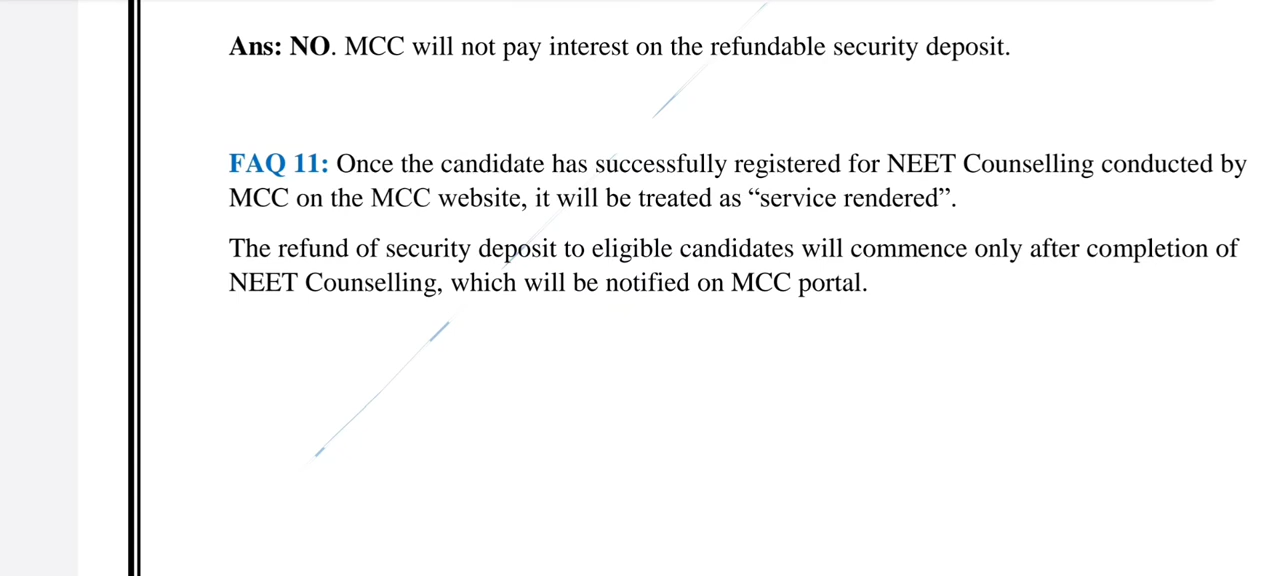 Ans: NO. MCC will not pay interest on the refundable security deposit.
FAQ 11: Once the candidate has successfully registered for NEET Counselling conducted by
MCC on the MCC website, it will be treated as “service rendered”.
The refund of security deposit to eligible candidates will commence only after completion of
NEET Counselling, which will be notified on MCC portal.